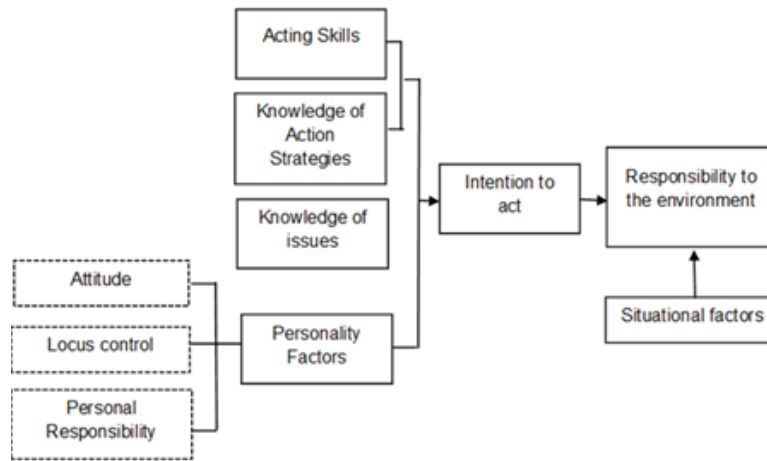 Acting Skills
Knowledge of
Action
Strategies
Knowledge of
issues
Attitude
Locus control
Personal
Responsibility
Personality
Factors
Intention to
act
Responsibility to
the environment
Situational factors